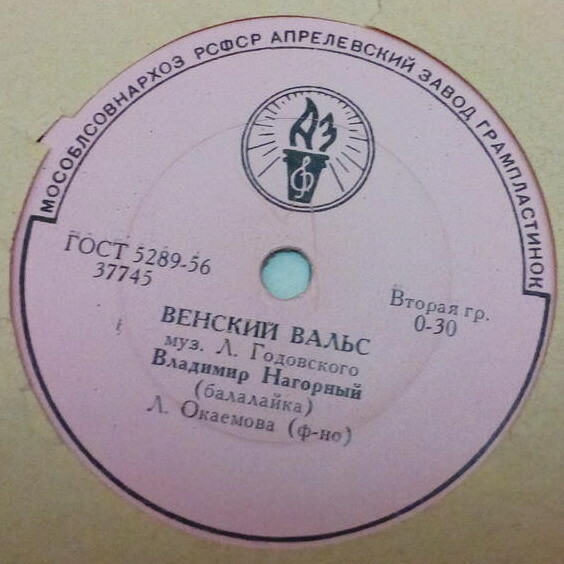 МОСОБЛСОВНАРХОЗ РСФСР АПРЕЛЕВСКИЙ ЗАВОД ГРАМПЛАСТИНОК
АЗ
ГОСТ 5289-56
37745
Вторая гр.
0-30
ВЕНСКИЙ ВАЛЬС
муз. Л. Годовского
Владимир Нагорный
(балалайка)
Л. Окаемова (ф-но)